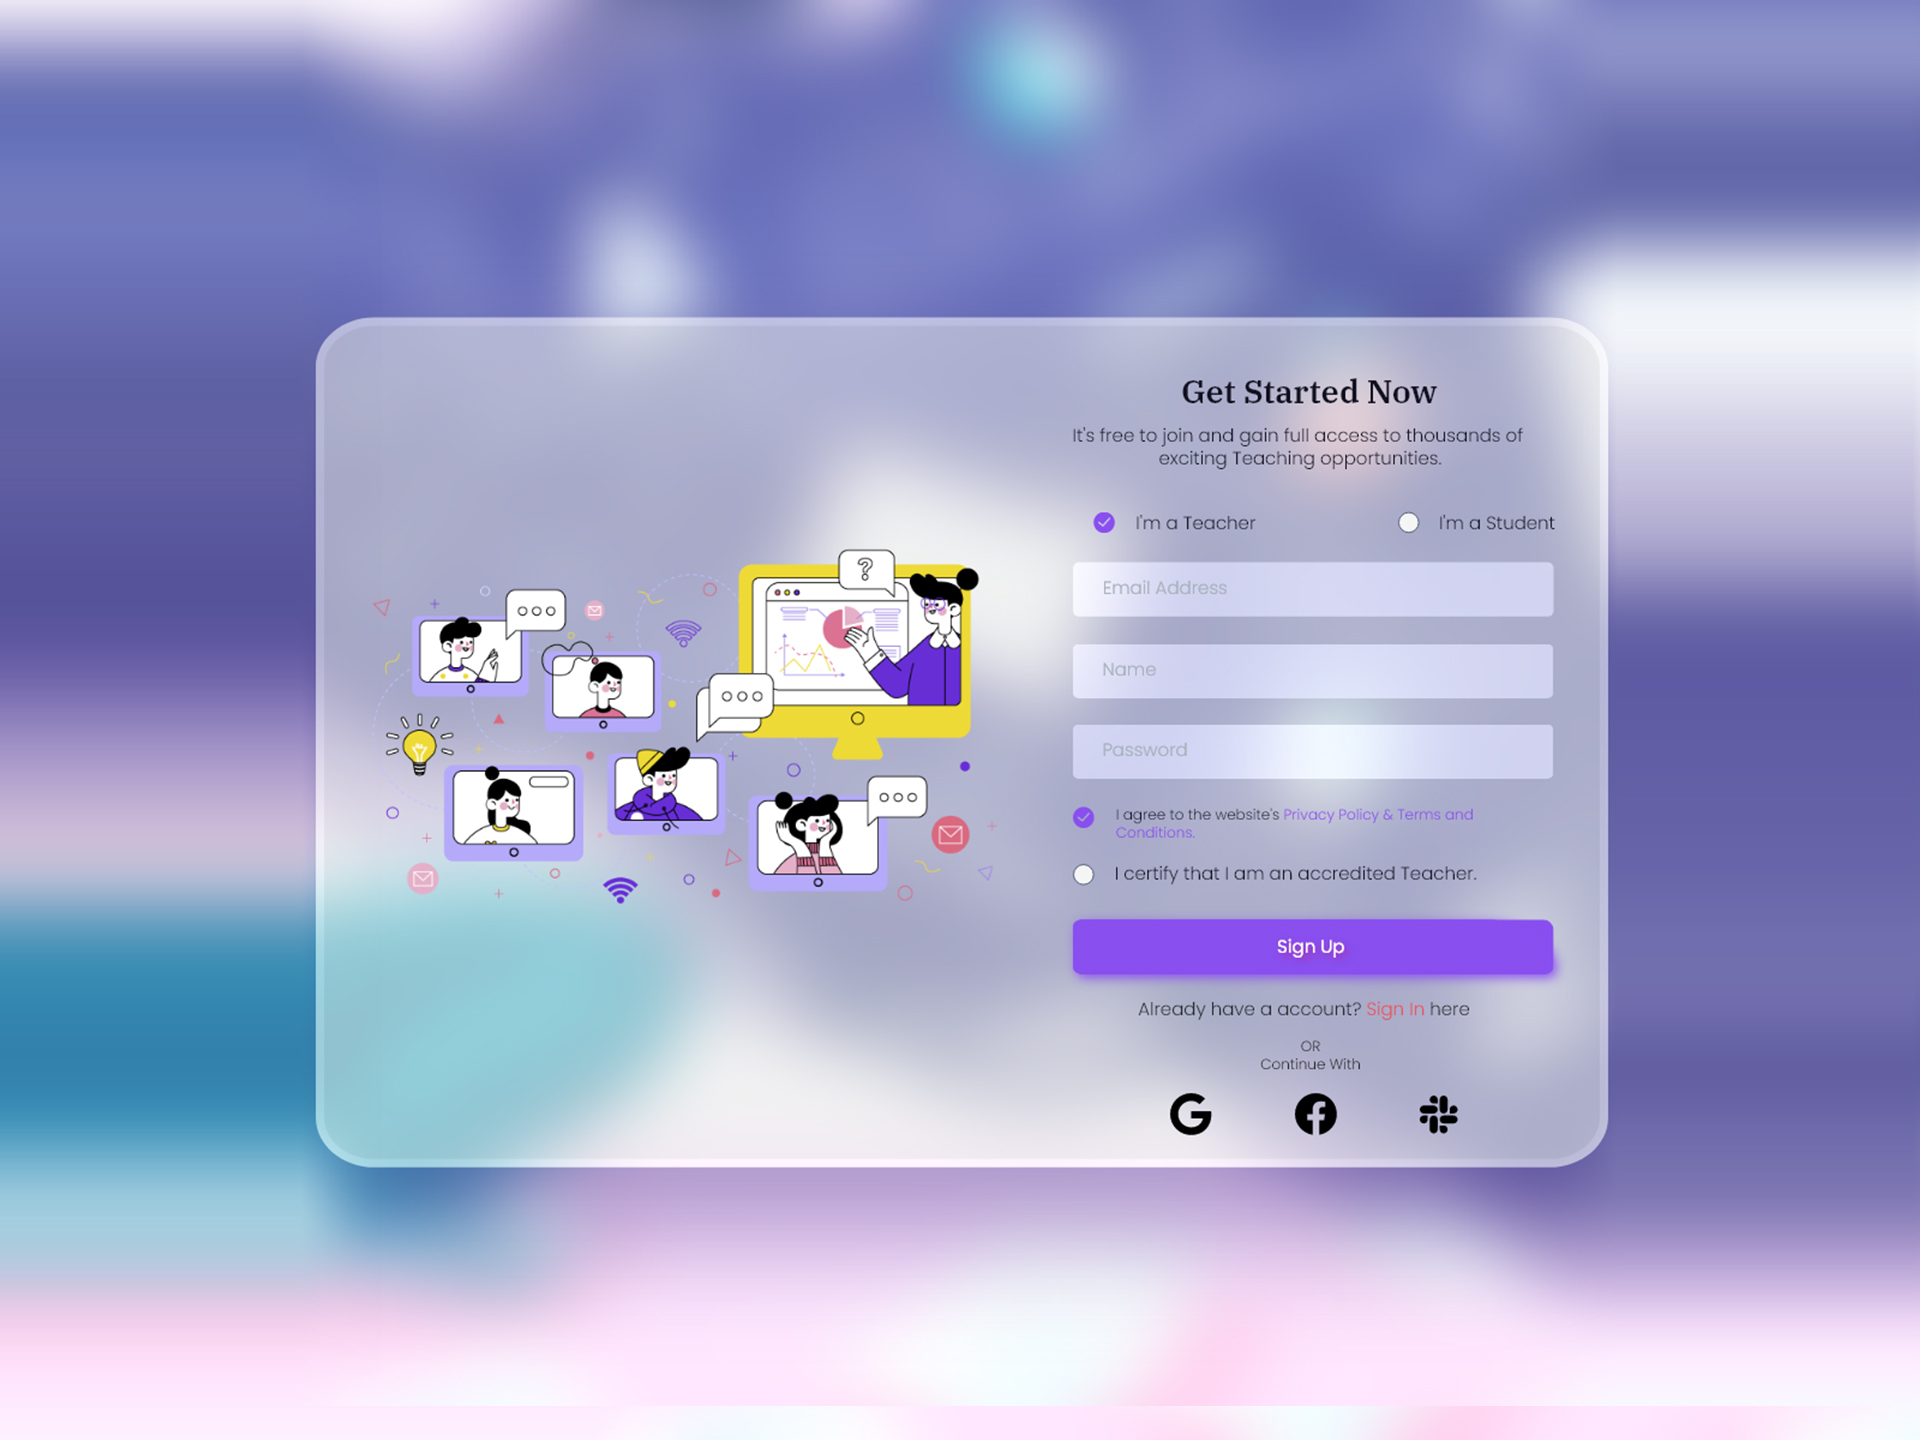 Get Started Now
It's free to join and gain full access to thousands of
exciting Teaching opportunities.
I'm a Teacher
I'm a Student
Email Address
Name
Password
I agree to the website's Privacy Policy & Terms and
Conditions.
I certify that I am an accredited Teacher.
Sign Up
Already have a account? Sign In here
OR
Continue With
?